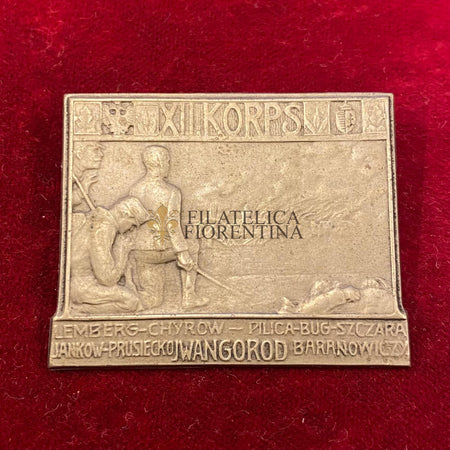 XII KORPS
FILATELICA
FIORENTINA
LEMBERG-CHYROW - PILICA-BUG-SZCZARA
JANKOW-PRUSIECKO JWANGOROD BARANOWICZY